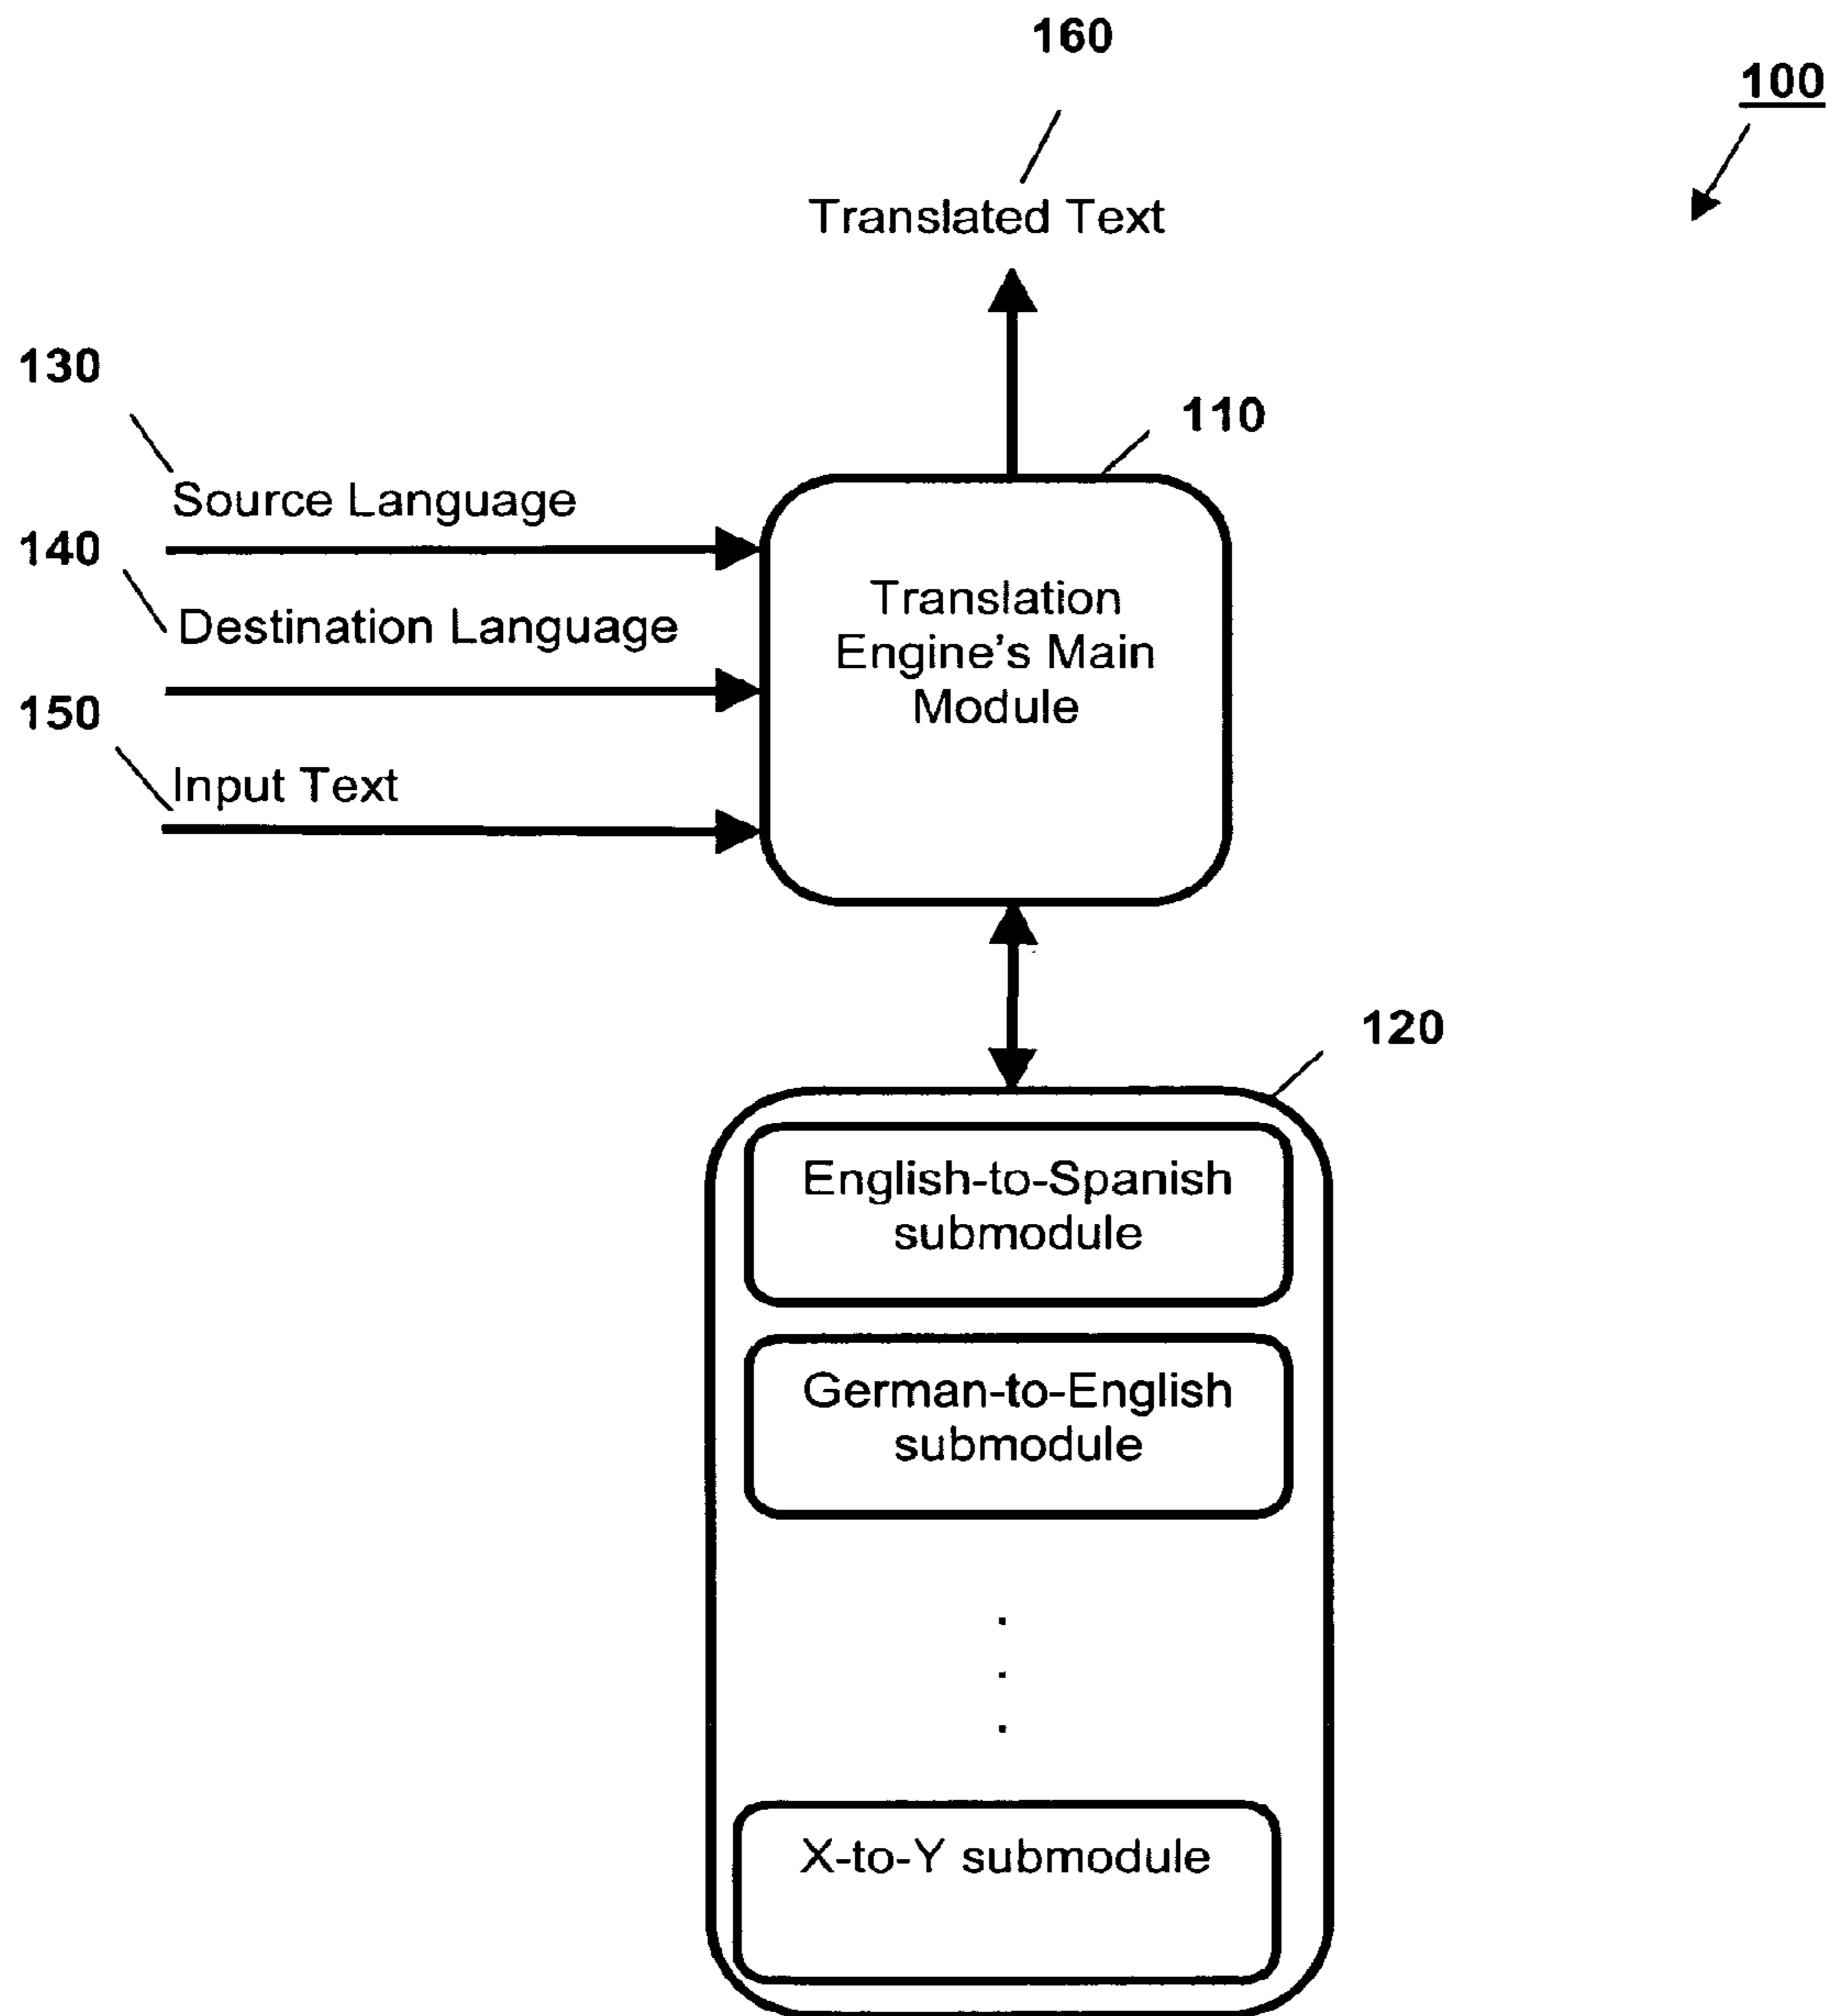 160
100
Translated Text
130
110
Source Language
140
Translation
Engine's Main
Module
Destination Language
150
Input Text
120
English-to-Spanish
submodule
German-to-English
submodule
.
.
.
X-to-Y submodule